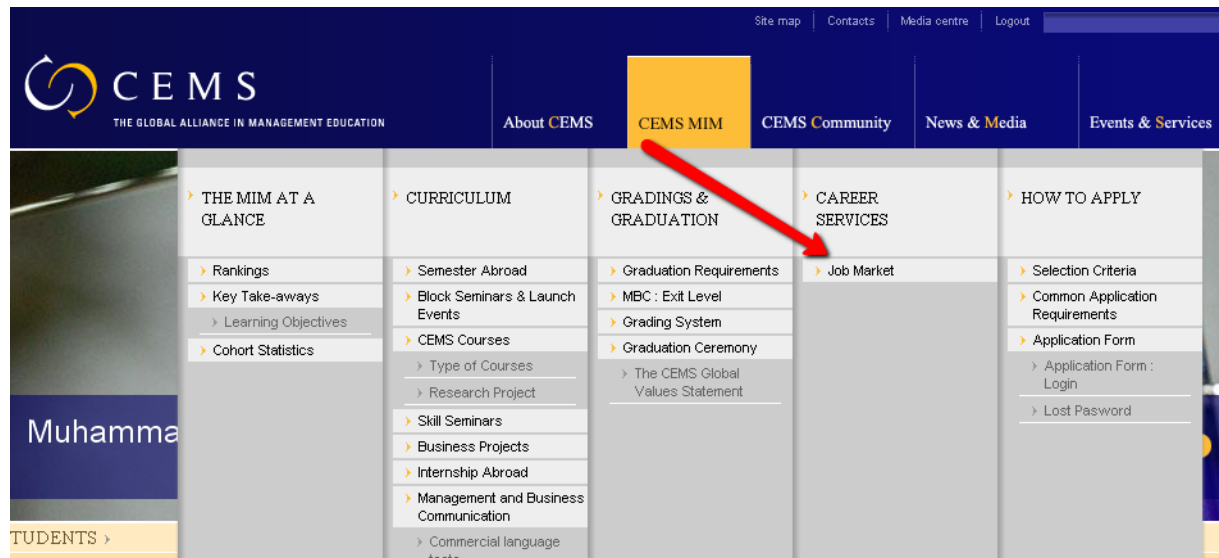 Site map
Contacts
Media centre
Logout
CEMS
THE GLOBAL ALLIANCE IN MANAGEMENT EDUCATION
About CEMS
CEMS MIM
CEMS Community
News & Media
Events & Services
THE MIM AT A
GLANCE
Rankings
Key Take-aways
Learning Objectives
Cohort Statistics
CURRICULUM
Semester Abroad
Block Seminars & Launch
Events
CEMS Courses
Type of Courses
Research Project
Skill Seminars
Business Projects
Internship Abroad
Management and Business
Communication
Commercial language
GRADINGS &
GRADUATION
Graduation Requirements
MBC : Exit Level
Grading System
Graduation Ceremony
The CEMS Global
Values Statement
CAREER
SERVICES
Job Market
HOW TO APPLY
Selection Criteria
Common Application
Requirements
Application Form
Application Form :
Login
Lost Pasword
Muhamma
TUDENTS